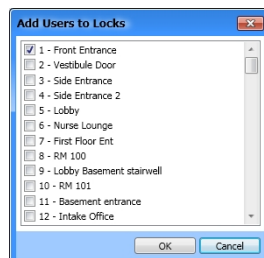 Add Users to Locks
1 - Front Entrance
2 - Vestibule Door
3 - Side Entrance
4 - Side Entrance 2
5 - Lobby
6 - Nurse Lounge
7 - First Floor Ent
8 - RM 100
9 - Lobby Basement stairwell
10 - RM 101
11 - Basement entrance
12 - Intake Office
OK Cancel